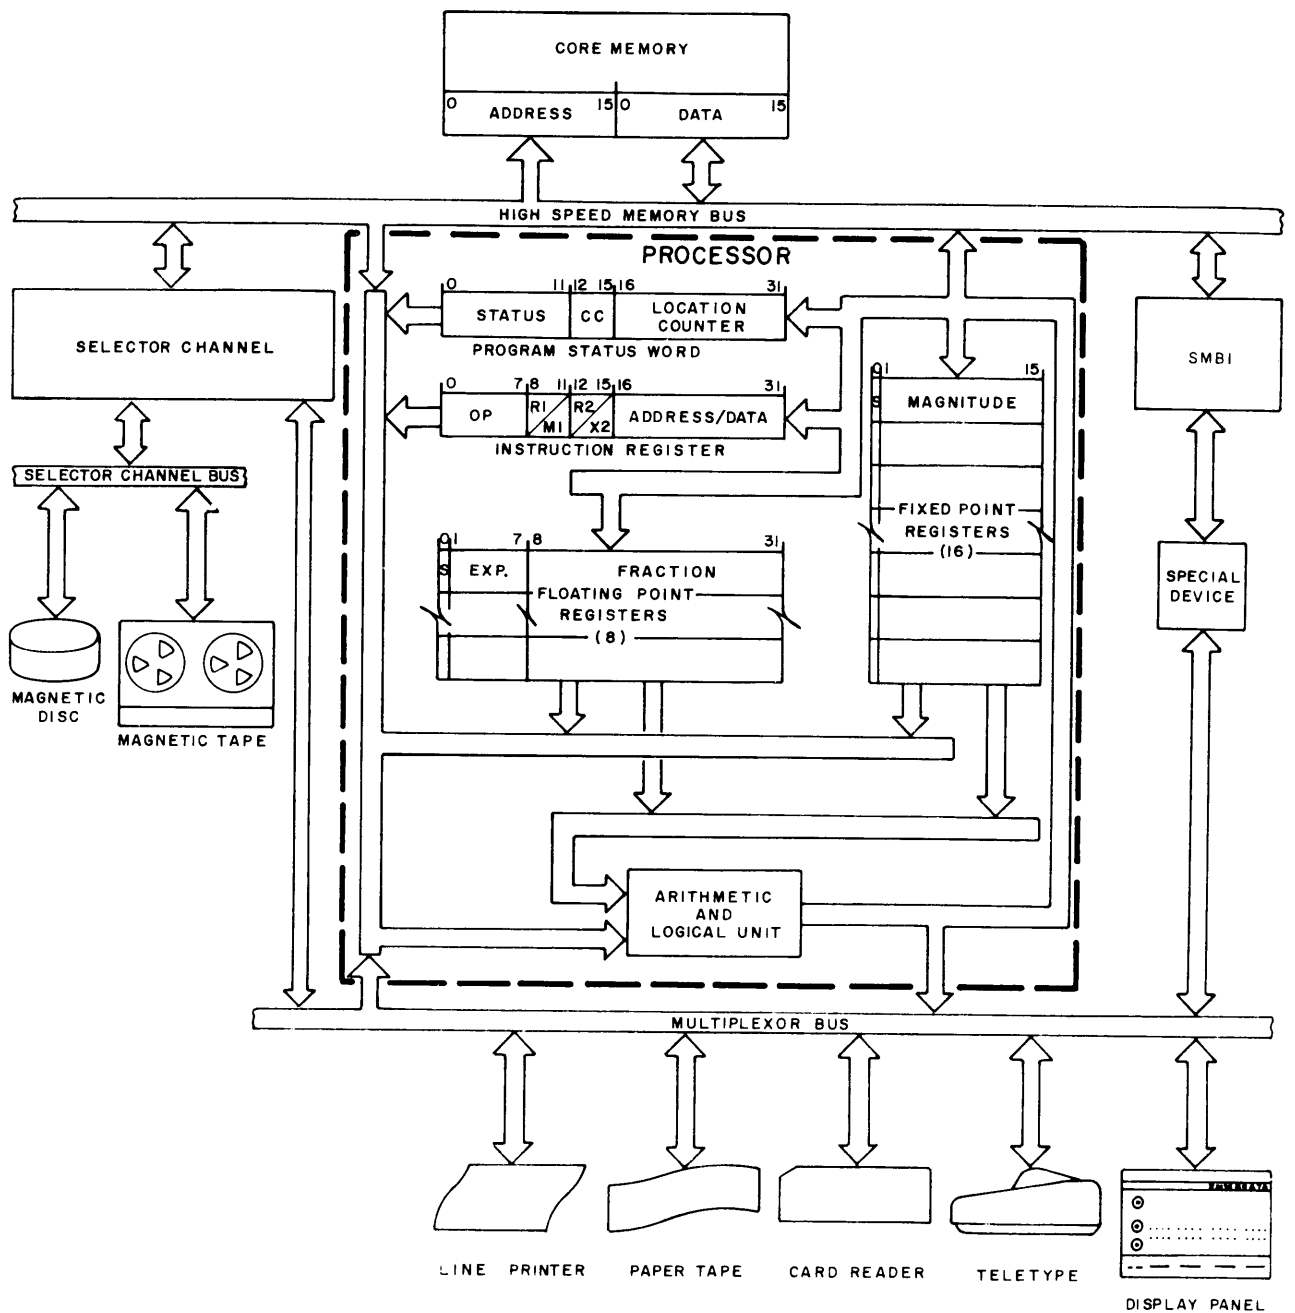 CORE MEMORY
0 15 0 15
ADDRESS DATA
HIGH SPEED MEMORY BUS
PROCESSOR
0 11 12 15 16 31
STATUS CC LOCATION COUNTER
PROGRAM STATUS WORD
0 7 8 11 12 15 16 31
OP R1 M1 R2 X2 ADDRESS/DATA
INSTRUCTION REGISTER
SELECTOR CHANNEL
SELECTOR CHANNEL BUS
MAGNETIC
DISC
MAGNETIC TAPE
0 1 15
S MAGNITUDE
FIXED POINT
REGISTERS
(16)
SMBI
SPECIAL
DEVICE
0 1 7 8 31
S EXP. FRACTION
FLOATING POINT
REGISTERS
(8)
ARITHMETIC
AND
LOGICAL UNIT
MULTIPLEXOR BUS
LINE PRINTER
PAPER TAPE
CARD READER
TELETYPE
DISPLAY PANEL